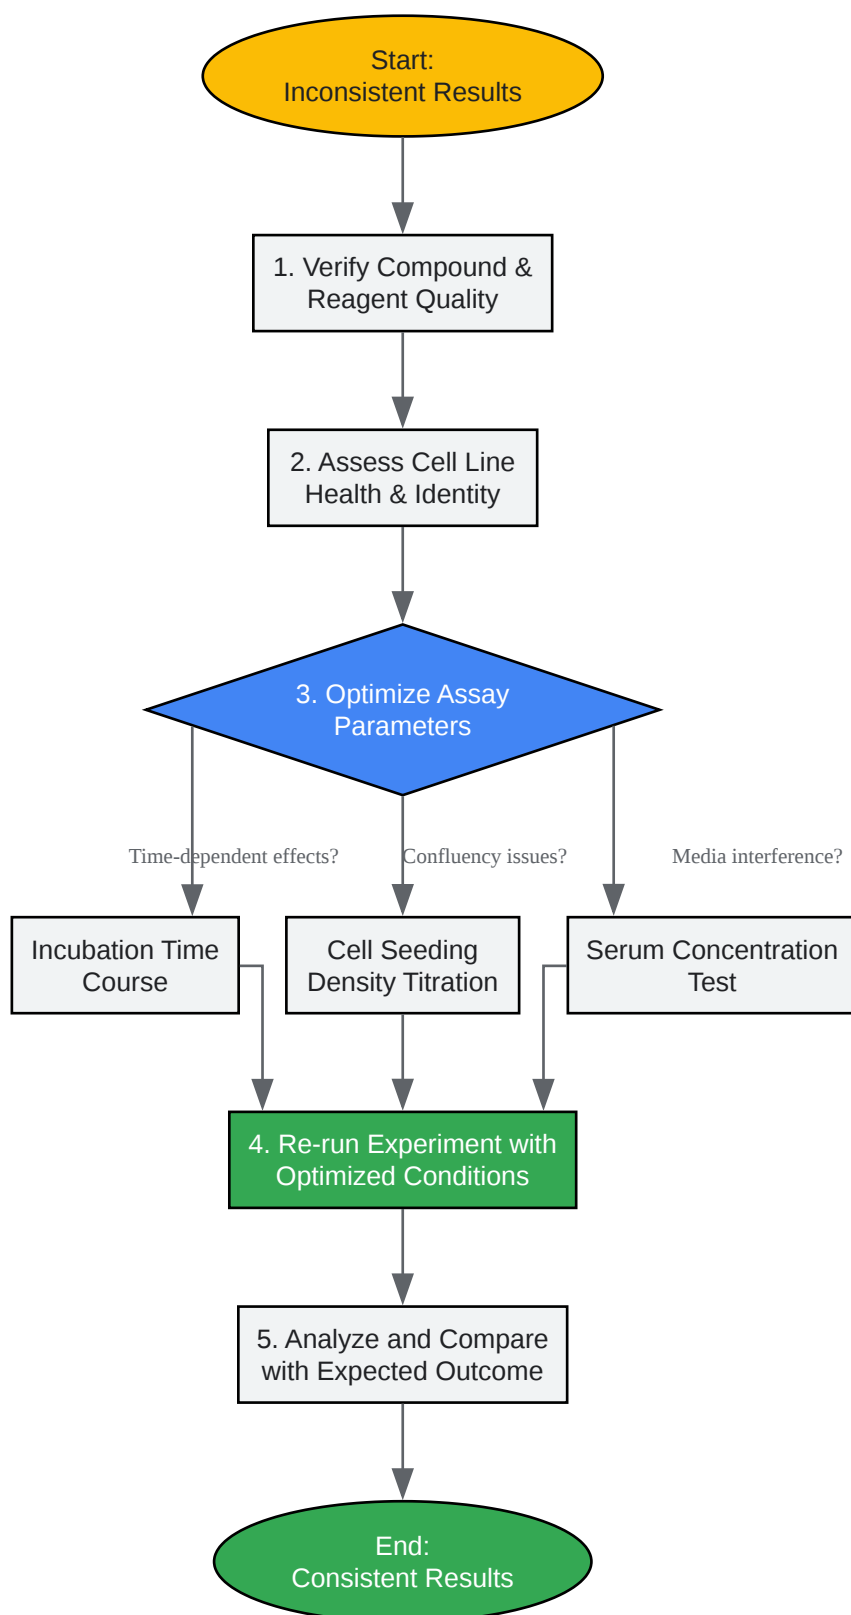 Start:
Inconsistent Results
1. Verify Compound &
Reagent Quality
2. Assess Cell Line
Health & Identity
3. Optimize Assay
Parameters
Time-dependent effects?
Confluency issues?
Media interference?
Incubation Time
Course
Cell Seeding
Density Titration
Serum Concentration
Test
4. Re-run Experiment with
Optimized Conditions
5. Analyze and Compare
with Expected Outcome
End:
Consistent Results